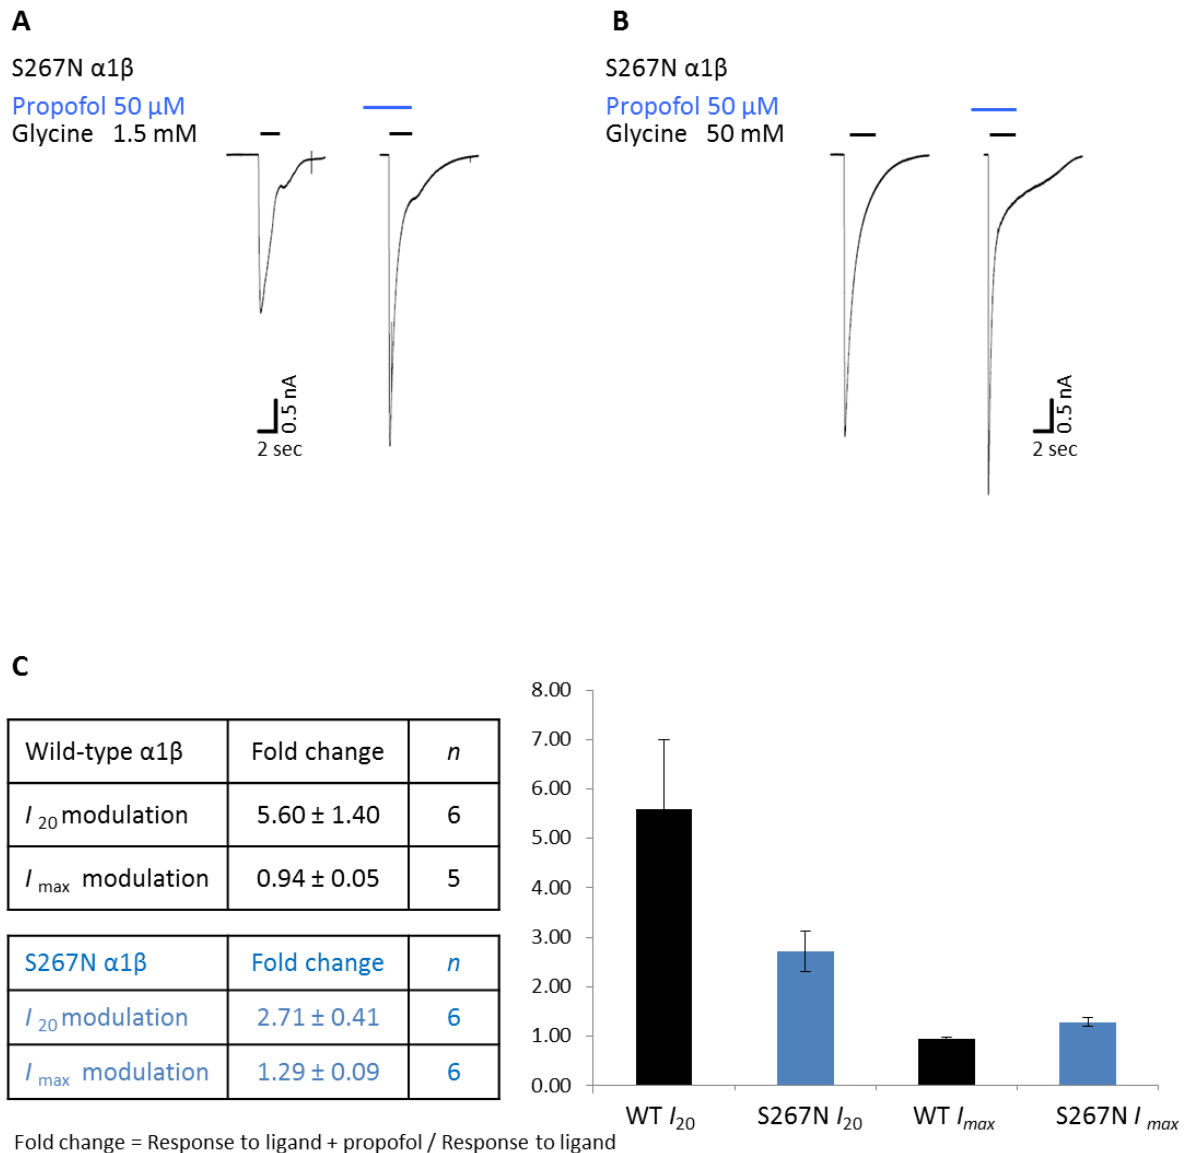 A
S267N α1β
Propofol 50 μM
Glycine 1.5 mM
0.5 nA
2 sec
B
S267N α1β
Propofol 50 μM
Glycine 50 mM
0.5 nA
2 sec
C
Wild-type α1β Fold change n
I 20 modulation 5.60 ± 1.40 6
I max modulation 0.94 ± 0.05 5
S267N α1β Fold change n
I 20 modulation 2.71 ± 0.41 6
I max modulation 1.29 ± 0.09 6
Fold change = Response to ligand + propofol / Response to ligand
8.00
7.00
6.00
5.00
4.00
3.00
2.00
1.00
0.00
WT I20 S267N I20 WT Imax S267N I max